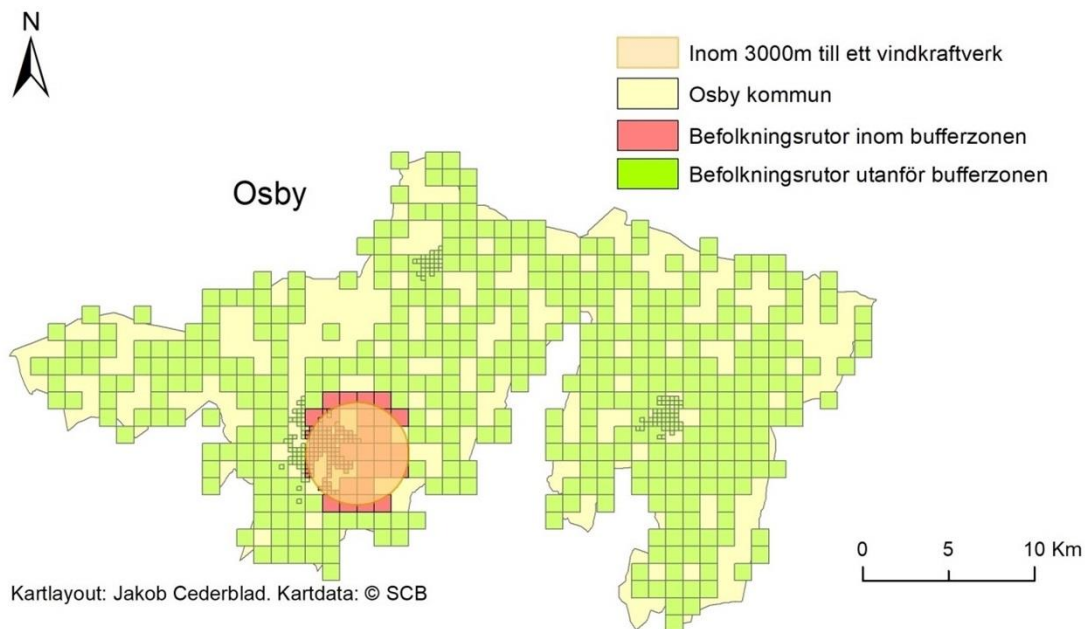 N
Inom 3000m till ett vindkraftverk
Osby kommun
Befolkningsrutor inom bufferzonen
Befolkningsrutor utanför bufferzonen
Osby
0 5 10 Km
Kartlayout: Jakob Cederblad. Kartdata: © SCB